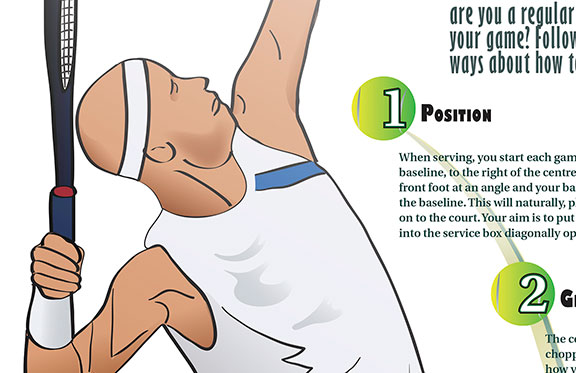 are you a regular
your game? Follow
ways about how to
1 POSITION
When serving, you start each gam
baseline, to the right of the centre
front foot at an angle and your ba
the baseline. This will naturally, pl
on to the court. Your aim is to put
into the service box diagonally op
2 G
The co
chopp
how y